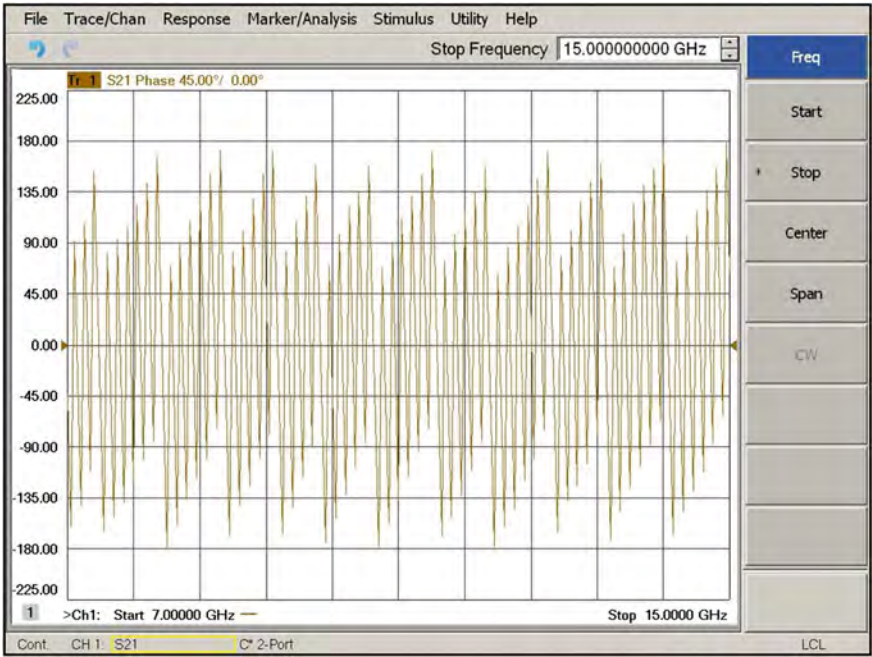 File Trace/Chan Response Marker/Analysis Stimulus Utility Help
Stop Frequency 15.000000000 GHz
Freq
Tr 1 S21 Phase 45.00°/ 0.00°
225.00
180.00
135.00
90.00
45.00
0.00
-45.00
-90.00
-135.00
-180.00
-225.00
Start
Stop
Center
Span
CW
1 >Ch1: Start 7.00000 GHz Stop 15.0000 GHz
Cont. CH 1: S21 C* 2-Port LCL